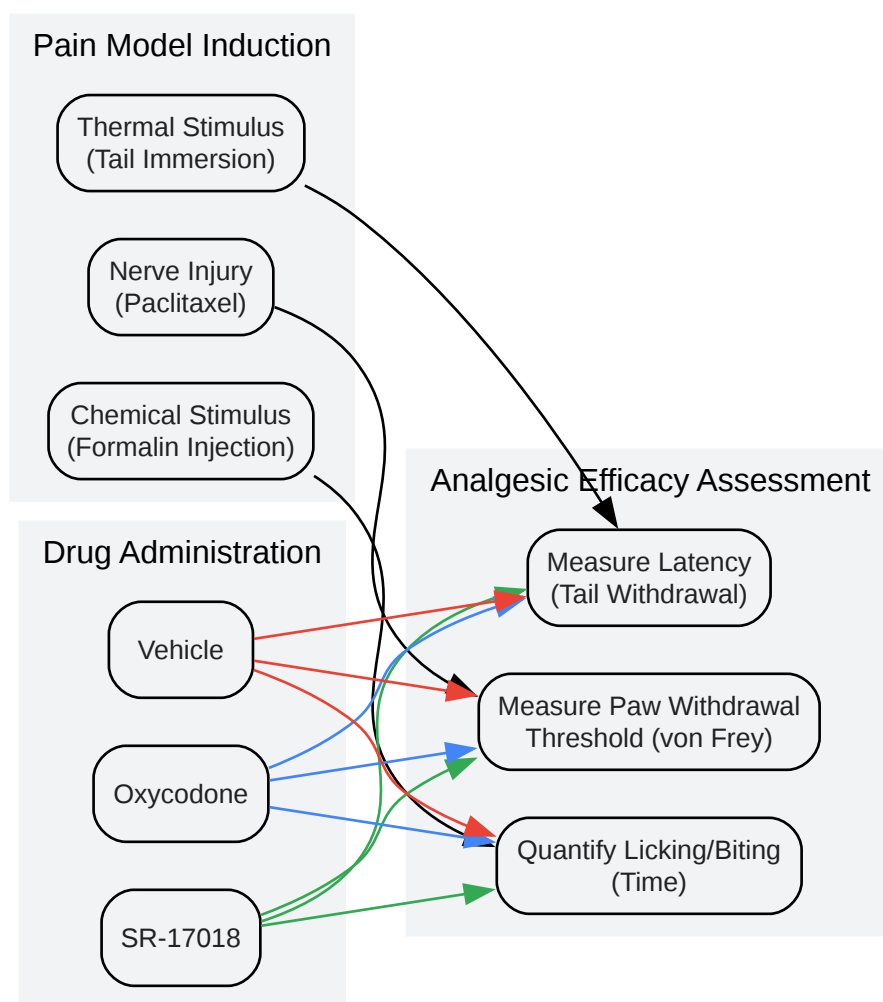 Pain Model Induction
Thermal Stimulus
(Tail Immersion)
Nerve Injury
(Paclitaxel)
Chemical Stimulus
(Formalin Injection)
Drug Administration
Vehicle
Oxycodone
SR-17018
Analgesic Efficacy Assessment
Measure Latency
(Tail Withdrawal)
Measure Paw Withdrawal
Threshold (von Frey)
Quantify Licking/Biting
(Time)